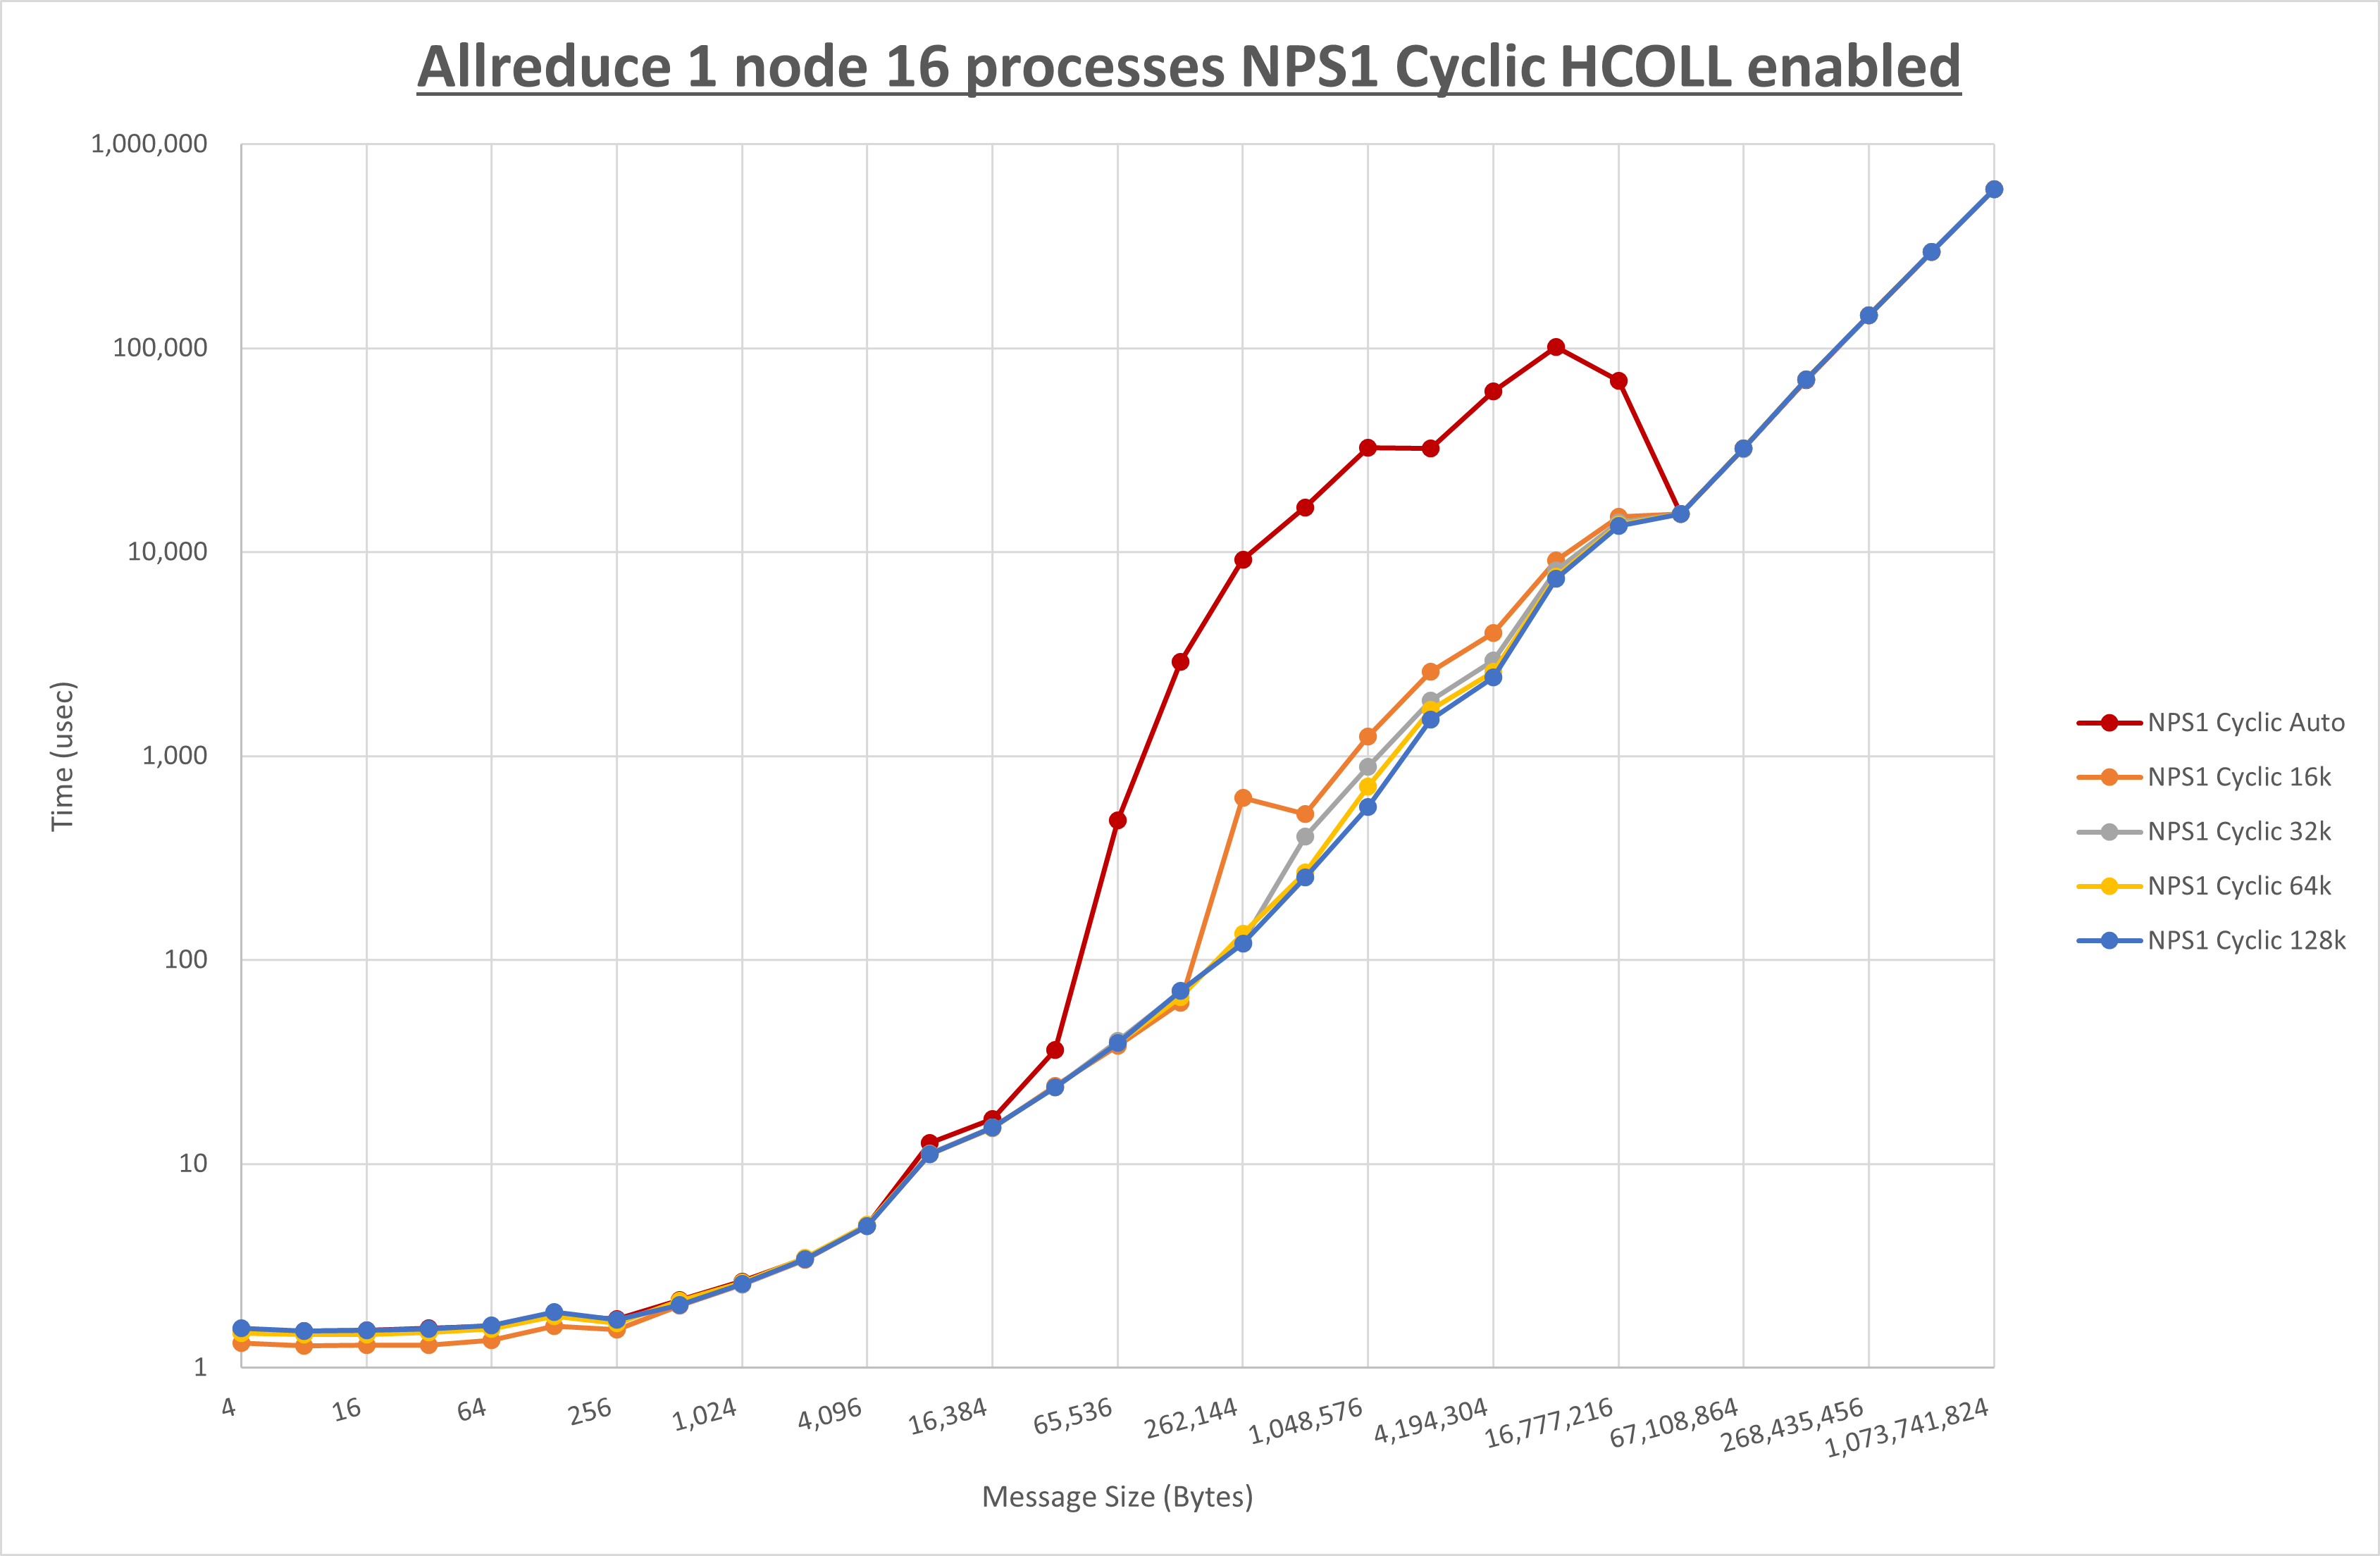 Allreduce 1 node 16 processes NPS1 Cyclic HCOLL enabled
1,000,000
100,000
10,000
1,000
100
10
1
Time (usec)
4
16
64
256
1,024
4,096
16,384
65,536
262,144
1,048,576
4,194,304
16,777,216
67,108,864
268,435,456
1,073,741,824
Message Size (Bytes)
NPS1 Cyclic Auto
NPS1 Cyclic 16k
NPS1 Cyclic 32k
NPS1 Cyclic 64k
NPS1 Cyclic 128k